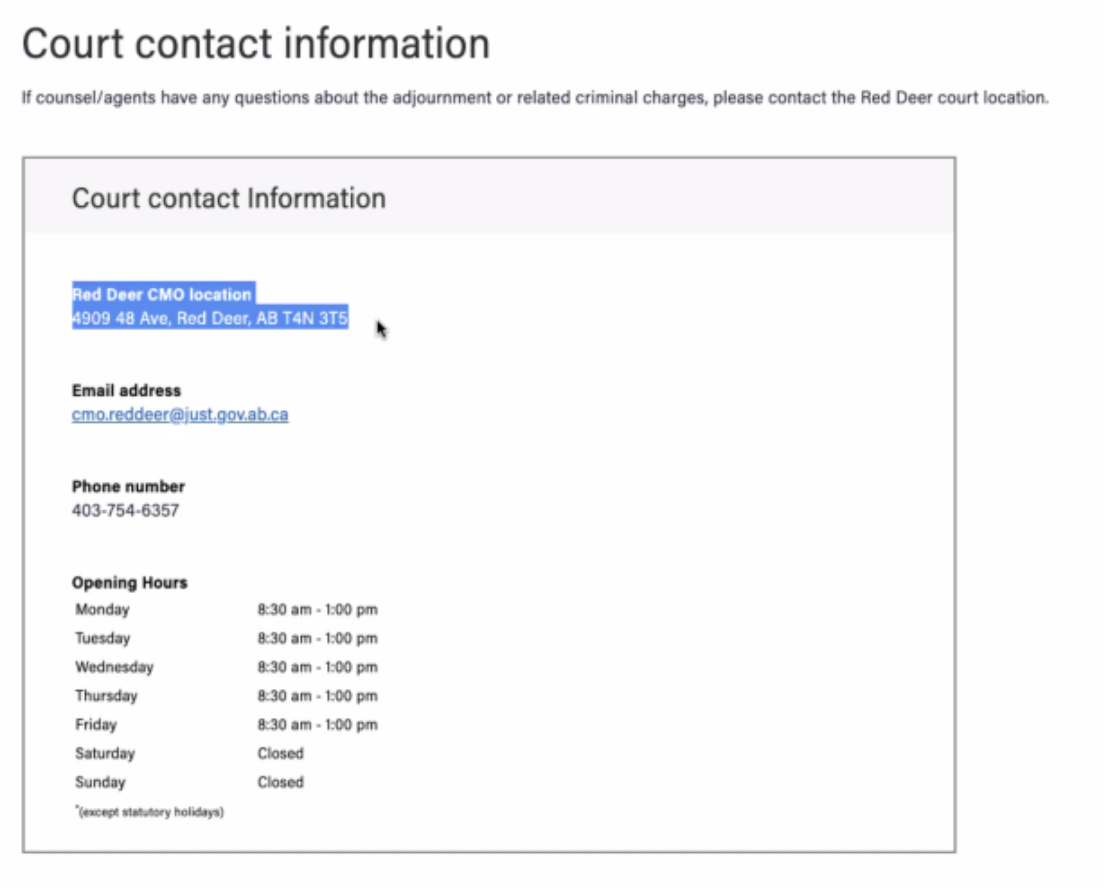 Court contact information
If counsel/agents have any questions about the adjournment or related criminal charges, please contact the Red Deer court location.
Court contact Information
Red Deer CMO location
4909 48 Ave, Red Deer, AB T4N 3T5
Email address
cmo.reddeer@just.gov.ab.ca
Phone number
403-754-6357
Opening Hours
Monday 8:30 am - 1:00 pm
Tuesday 8:30 am - 1:00 pm
Wednesday 8:30 am - 1:00 pm
Thursday 8:30 am - 1:00 pm
Friday 8:30 am - 1:00 pm
Saturday Closed
Sunday Closed
*(except statutory holidays)